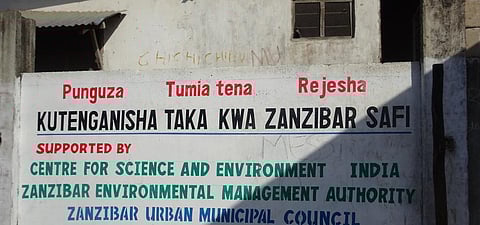 Punguza Tumia tena Rejesha
KUTENGANISHA TAKA KWA ZANZIBAR SAFI
SUPPORTED BY
CENTRE FOR SCIENCE AND ENVIRONMENT INDIA
ZANZIBAR ENVIRONMENTAL MANAGEMENT AUTHORITY
ZANZIBAR URBAN MUNICIPAL COUNCIL